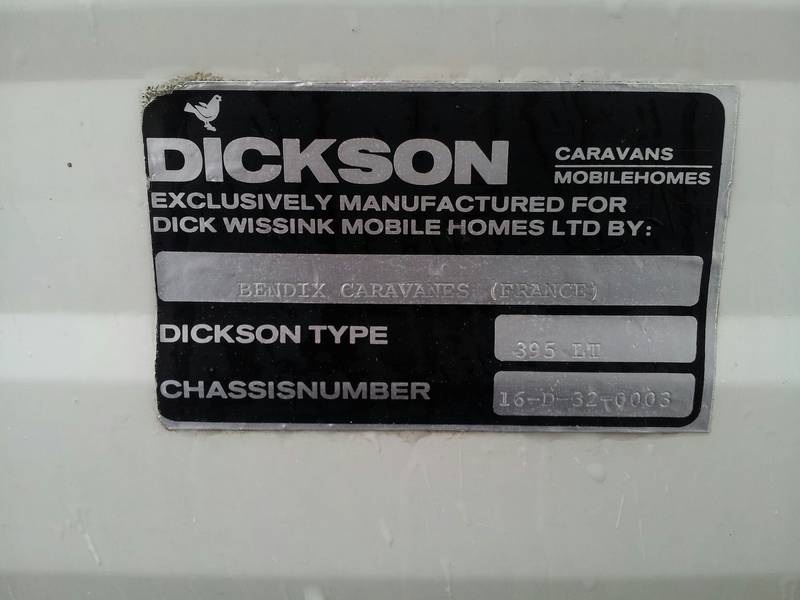 DICKSON
CARAVANS
MOBILEHOMES
EXCLUSIVELY MANUFACTURED FOR
DICK WISSINK MOBILE HOMES LTD BY:
BENDIX CARAVANES (FRANCE)
DICKSON TYPE
395
CHASSISNUMBER
16-D-32-0003